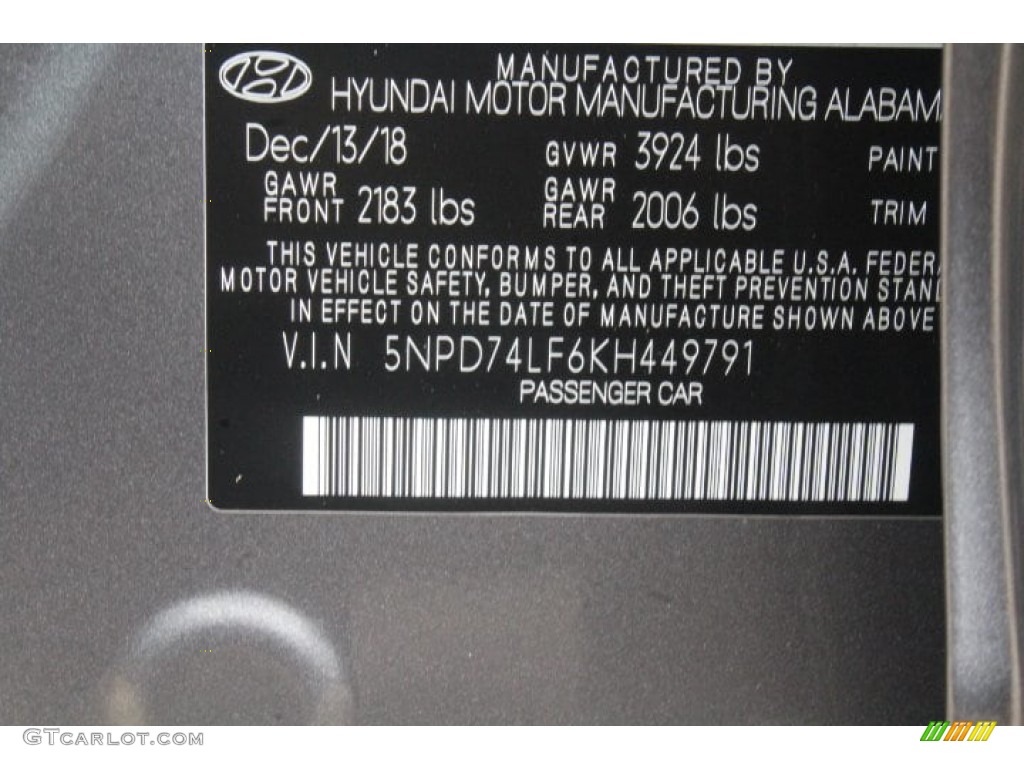 MANUFACTURED BY
HYUNDAI MOTOR MANUFACTURING ALABAM
Dec/13/18 GVWR 3924 lbs PAINT
GAWR FRONT 2183 lbs GAWR REAR 2006 lbs TRIM
THIS VEHICLE CONFORMS TO ALL APPLICABLE U.S.A. FEDER
MOTOR VEHICLE SAFETY, BUMPER, AND THEFT PREVENTION STAN
IN EFFECT ON THE DATE OF MANUFACTURE SHOWN ABOVE
V.I.N 5NPD74LF6KH449791
PASSENGER CAR
GTCarlot.com